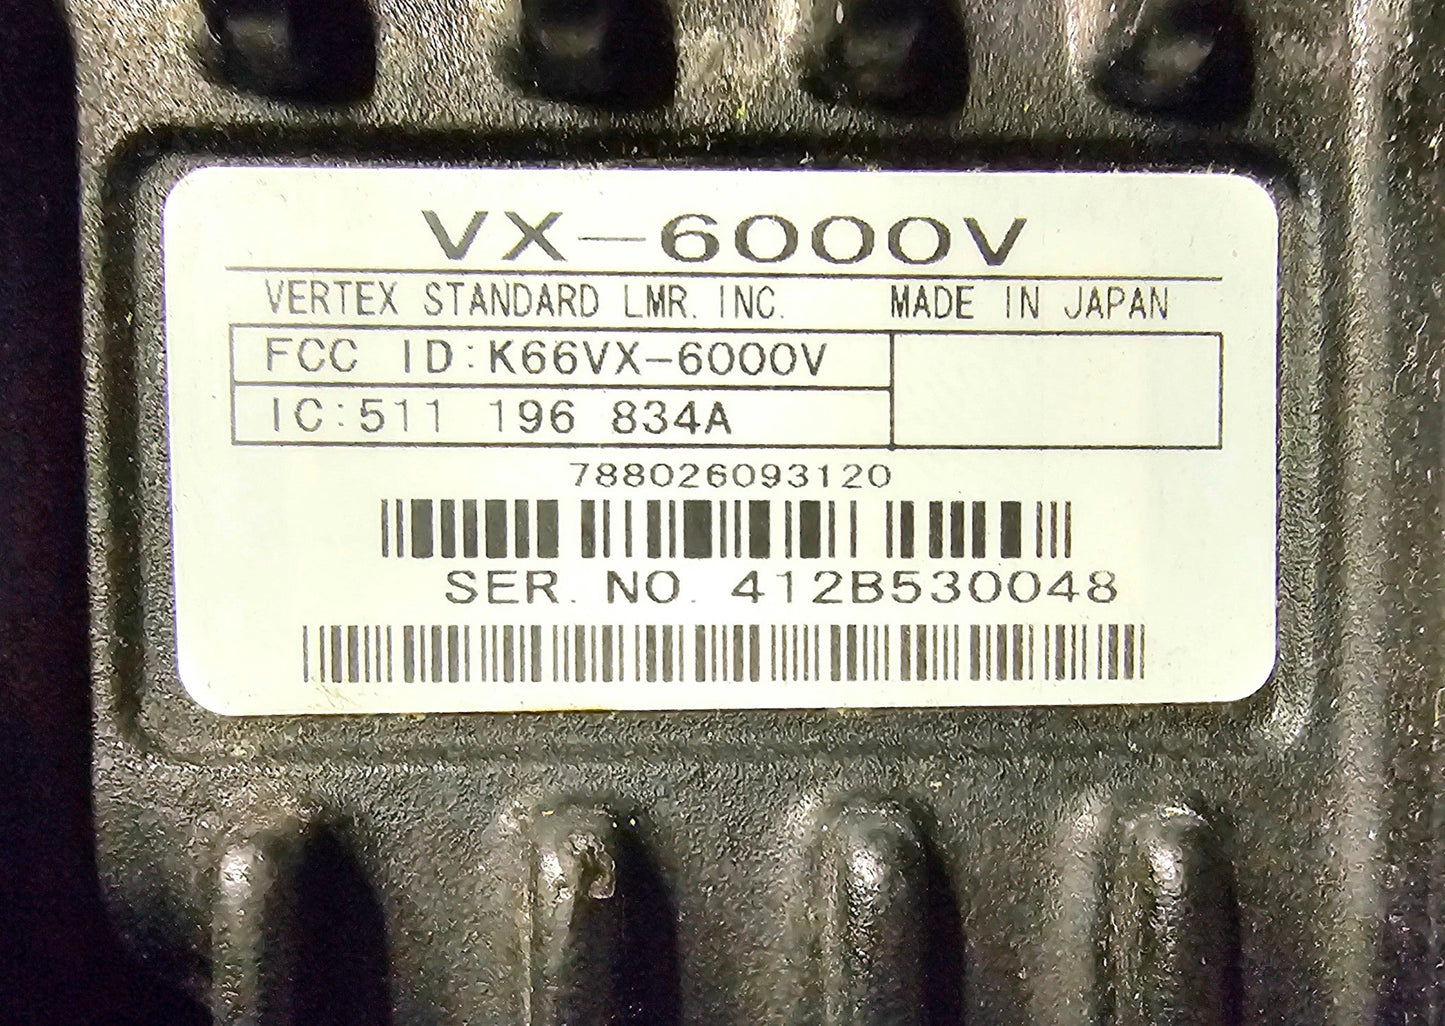 VX-6000V
VERTEX STANDARD LMR. INC. MADE IN JAPAN
FCC ID:K66VX-6000V
IC:511 196 834A
788026093120
SER. NO. 412B530048